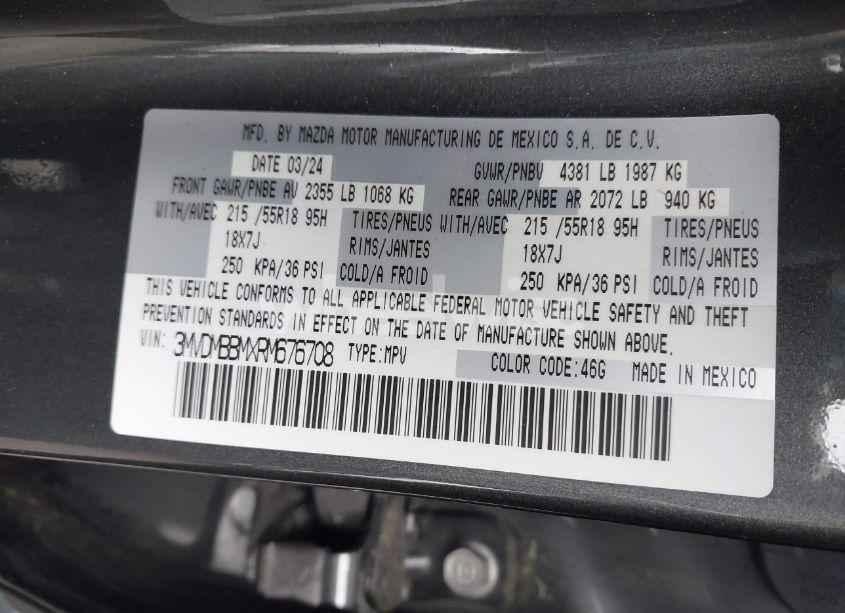 MFD. BY MAZDA MOTOR MANUFACTURING DE MEXICO S.A. DE C.V.
DATE 03/24 GVWR/PNBV 4381 LB 1987 KG
FRONT GAWR/PNBE AV 2355 LB 1068 KG REAR GAWR/PNBE AR 2072 LB 940 KG
WITH/AVEC 215 /55R18 95H TIRES/PNEUS WITH/AVEC 215 /55R18 95H TIRES/PNEUS
18X7J RIMS/JANTES 18X7J RIMS/JANTES
250 KPA/36 PSI COLD/A FROID 250 KPA/36 PSI COLD/A FROID
THIS VEHICLE CONFORMS TO ALL APPLICABLE FEDERAL MOTOR VEHICLE SAFETY AND THEFT
PREVENTION STANDARDS IN EFFECT ON THE DATE OF MANUFACTURE SHOWN ABOVE.
VIN: 3MVDMBBMXRM676708 TYPE:MPV COLOR CODE:46G MADE IN MEXICO